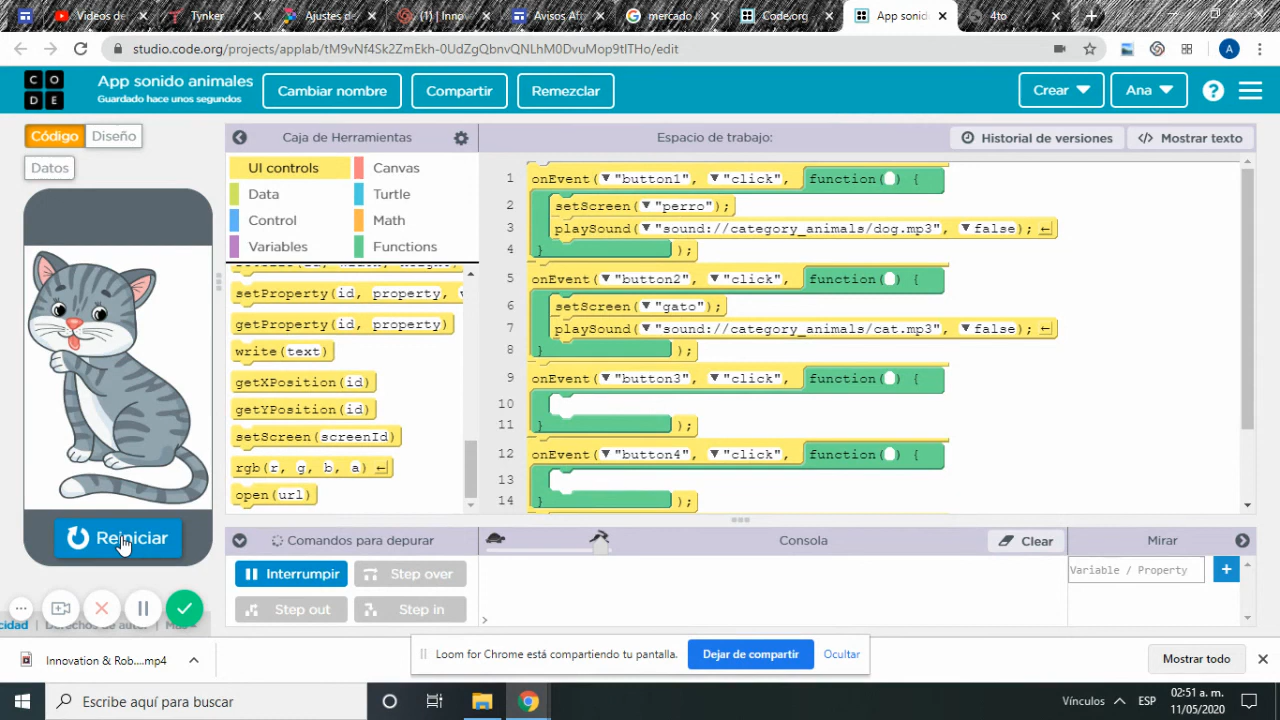 Videos de
Tynker
Ajustes de
(1) | Inno
Avisos Aft
mercado l
Code.org
App sonid
4to
studio.code.org/projects/applab/tM9vNf4Sk2ZmEkh-0UdZgQbnvQNLhM0DvuMop9tITHo/edit
A
CODE
App sonido animales
Guardado hace unos segundos
Cambiar nombre
Compartir
Remezclar
Crear
Ana
?
Código
Diseño
Datos
Caja de Herramientas
Espacio de trabajo:
Historial de versiones
</> Mostrar texto
UI controls
Canvas
Data
Turtle
Control
Math
Variables
Functions
setProperty(id, property,
getProperty(id, property)
write(text)
getXPosition(id)
getYPosition(id)
setScreen(screenId)
rgb(r, g, b, a)
open(url)
1 onEvent("button1", "click", function() {
2 setScreen("perro");
3 playSound("sound://category_animals/dog.mp3", false);
4 } );
5 onEvent("button2", "click", function() {
6 setScreen("gato");
7 playSound("sound://category_animals/cat.mp3", false);
8 } );
9 onEvent("button3", "click", function() {
10
11 } );
12 onEvent("button4", "click", function() {
13
14 } );
Reiniciar
Comandos para depurar
Consola
Clear
Mirar
Interrumpir
Step over
Step out
Step in
Variable / Property
+
>
cidad
Derechos de autor
Más
Loom for Chrome está compartiendo tu pantalla.
Dejar de compartir
Ocultar
Innovation & Rob....mp4
Mostrar todo
Escribe aquí para buscar
Vínculos
ESP
02:51 a. m.
11/05/2020